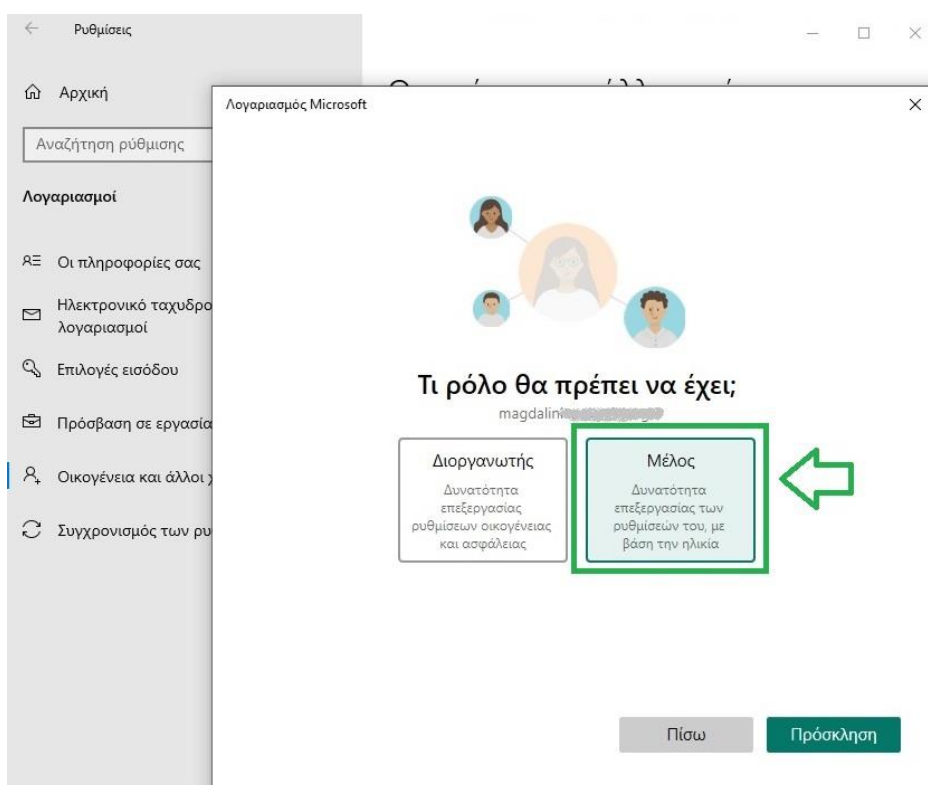 Ρυθμίσεις
Αρχική
Αναζήτηση ρύθμισης
Λογαριασμοί
Οι πληροφορίες σας
Ηλεκτρονικό ταχυδρο
λογαριασμοί
Επιλογές εισόδου
Πρόσβαση σε εργασία
Οικογένεια και άλλοι
Συγχρονισμός των ρυ
Λογαριασμός Microsoft
Τι ρόλο θα πρέπει να έχει;
magdalin
Διοργανωτής
Δυνατότητα
επεξεργασίας
ρυθμίσεων οικογένειας
και ασφάλειας
Μέλος
Δυνατότητα
επεξεργασίας των
ρυθμίσεών του, με
βάση την ηλικία
Πίσω
Πρόσκληση